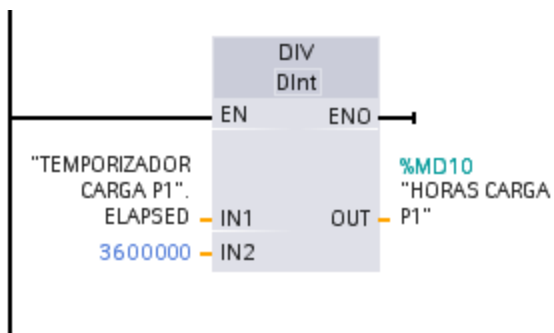 DIV
DInt
EN
ENO
"TEMPORIZADOR
CARGA P1".
ELAPSED
IN1
3600000
IN2
OUT
%MD10
"HORAS CARGA
P1"